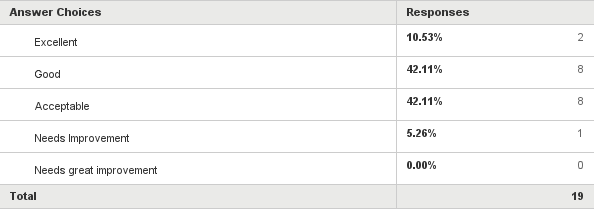 Answer Choices Responses
Excellent 10.53% 2
Good 42.11% 8
Acceptable 42.11% 8
Needs Improvement 5.26% 1
Needs great improvement 0.00% 0
Total 19